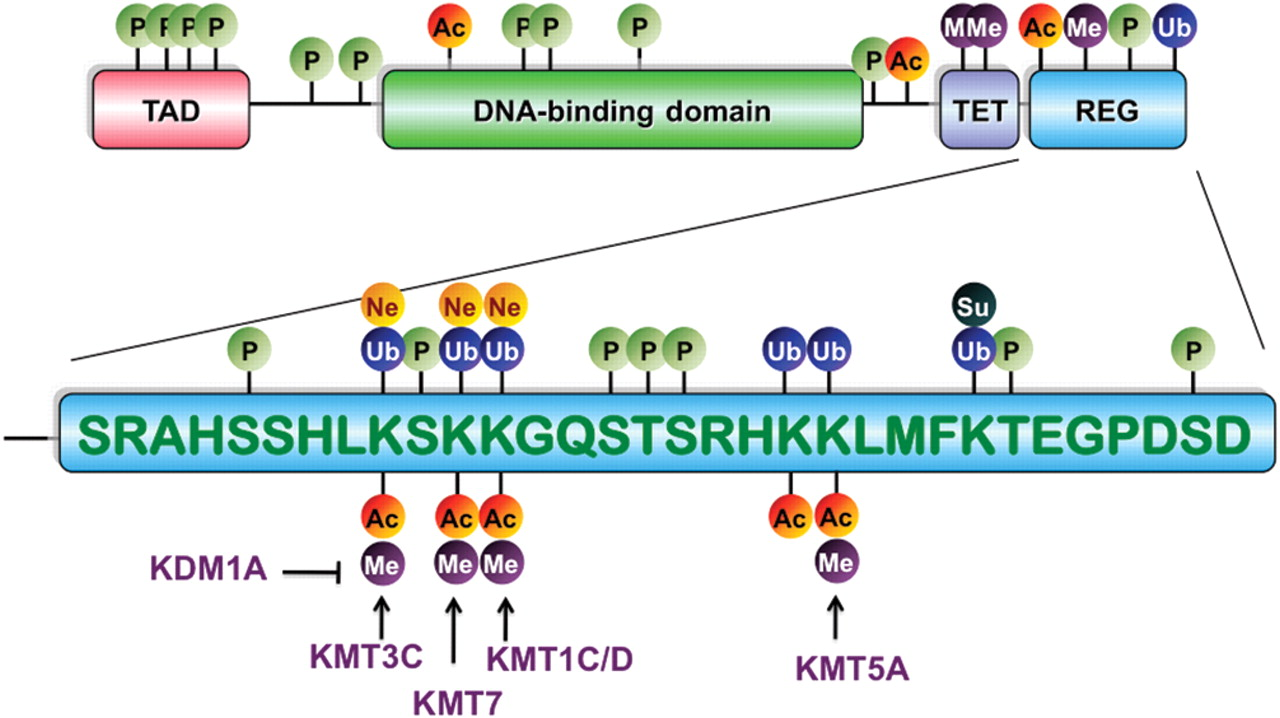 P P P P P P Ac P P P P Ac M Me Ac Me P Ub
TAD DNA-binding domain TET REG
Ne Ne Ne Su
P Ub P Ub Ub P P P Ub Ub Ub P P
SRAHSSHLKSKKGQSTSRHKKLMFKTEGPDSD
Ac Ac Ac Ac Ac
KDM1A Me Me Me Me
KMT3C KMT1C/D KMT5A
KMT7